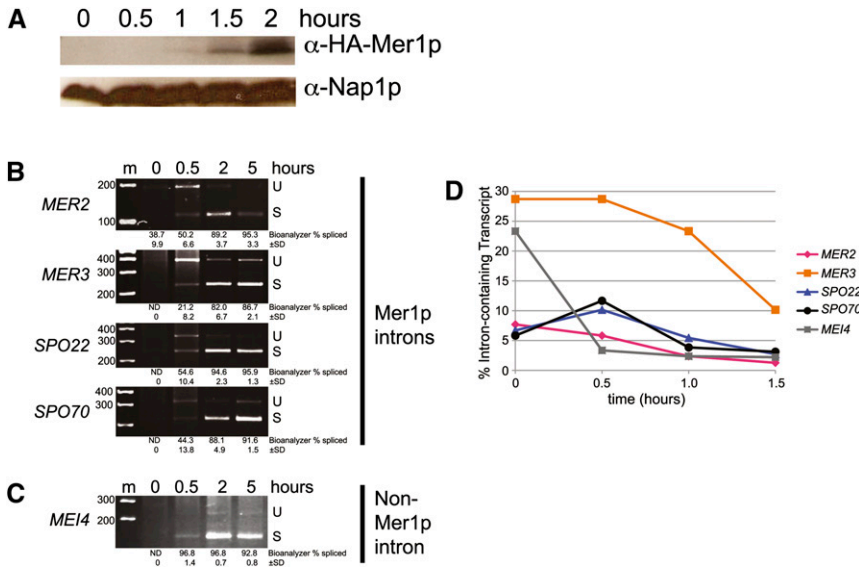 A
0 0.5 1 1.5 2 hours
α-HA-Mer1p
α-Nap1p
B
m 0 0.5 2 5 hours
MER2
200
100
U
S
38.7 50.2 89.2 95.3 Bioanalyzer % spliced
9.9 6.6 3.7 3.3 ±SD
MER3
400
300
200
U
S
ND 21.2 82.0 86.7 Bioanalyzer % spliced
0 8.2 6.7 2.1 ±SD
SPO22
400
300
200
U
S
ND 54.6 94.6 95.9 Bioanalyzer % spliced
0 10.4 2.3 1.3 ±SD
SPO70
400
300
U
S
ND 44.3 88.1 91.6 Bioanalyzer % spliced
0 13.8 4.9 1.5 ±SD
Mer1p
introns
C
m 0 0.5 2 5 hours
MEI4
300
200
U
S
ND 96.8 96.8 92.8 Bioanalyzer % spliced
0 1.4 0.7 0.8 ±SD
Non-
Mer1p
intron
D
% Intron-containing Transcript
30
25
20
15
10
5
0
0 0.5 1.0 1.5
time (hours)
MER2
MER3
SPO22
SPO70
MEI4